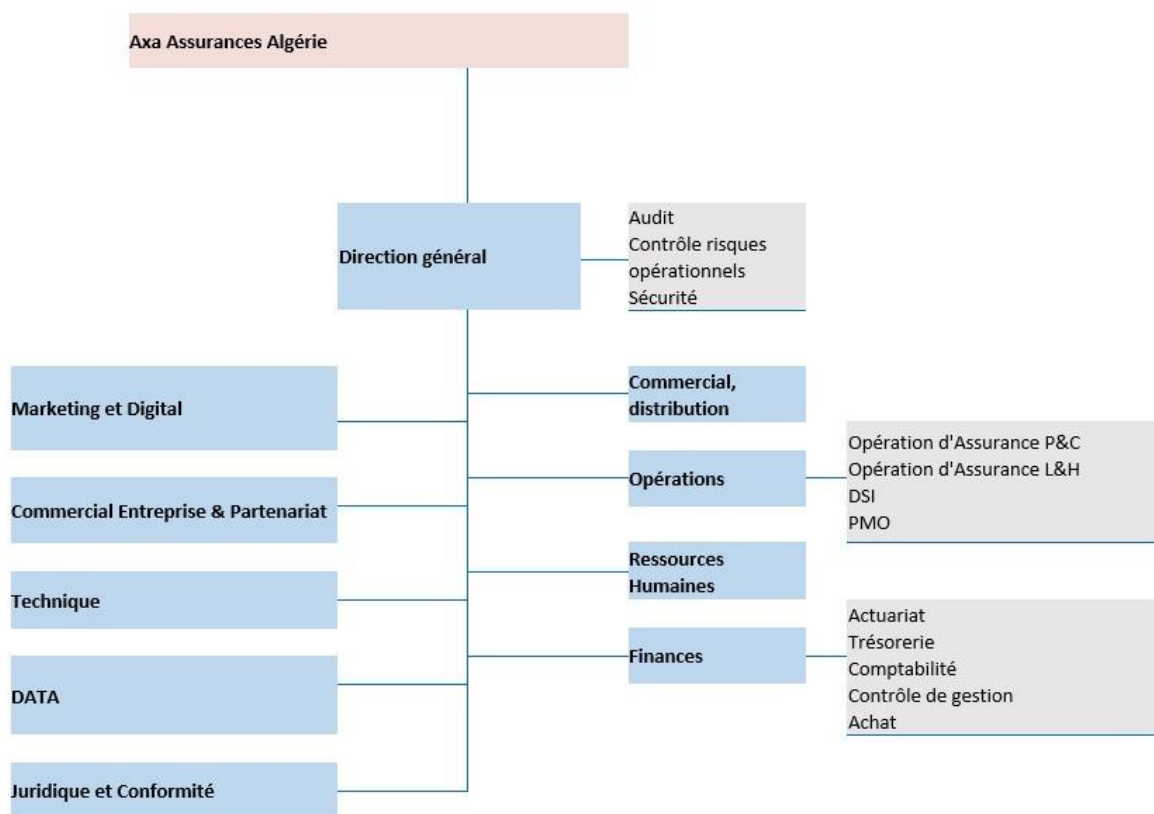 Axa Assurances Algérie
Direction général
Audit
Contrôle risques
opérationnels
Sécurité
Marketing et Digital
Commercial Entreprise & Partenariat
Technique
DATA
Juridique et Conformité
Commercial,
distribution
Opérations
Opération d'Assurance P&C
Opération d'Assurance L&H
DSI
PMO
Ressources
Humaines
Finances
Actuariat
Trésorerie
Comptabilité
Contrôle de gestion
Achat